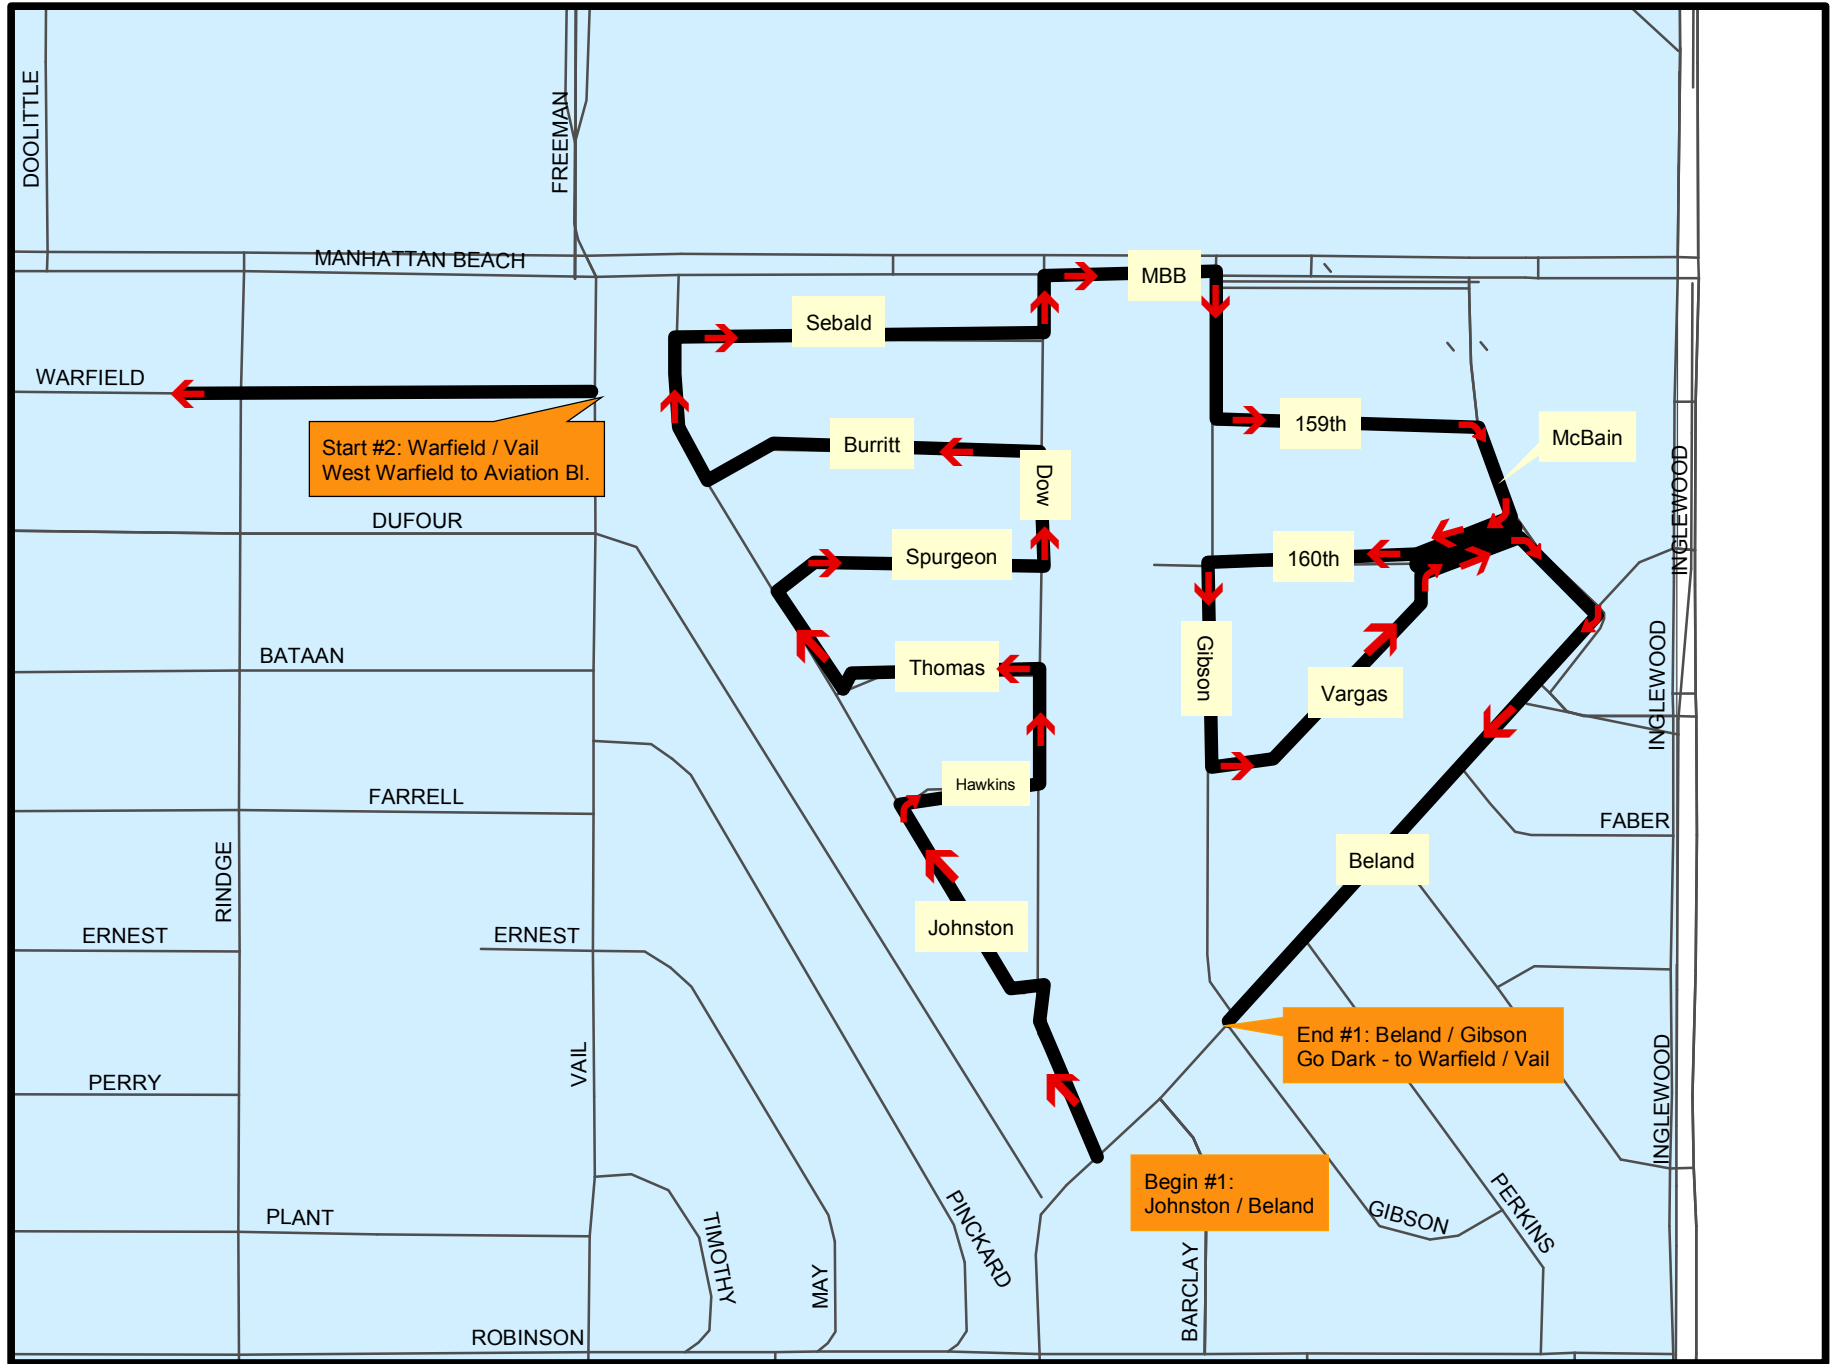 DOOLITTLE
FREEMAN
MANHATTAN BEACH
MBB
Sebald
WARFIELD
Start #2: Warfield / Vail
West Warfield to Aviation Bl.
159th
McBain
Burritt
Dow
INGLEWOOD
DUFOUR
Spurgeon
160th
BATAAN
Thomas
Gibson
Vargas
INGLEWOOD
Hawkins
FARRELL
FABER
RINDGE
Beland
Johnston
ERNEST
ERNEST
End #1: Beland / Gibson
Go Dark - to Warfield / Vail
VAIL
PERRY
INGLEWOOD
Begin #1:
Johnston / Beland
PLANT
TIMOTHY
MAY
PINCKARD
BARCLAY
GIBSON
PERKINS
ROBINSON